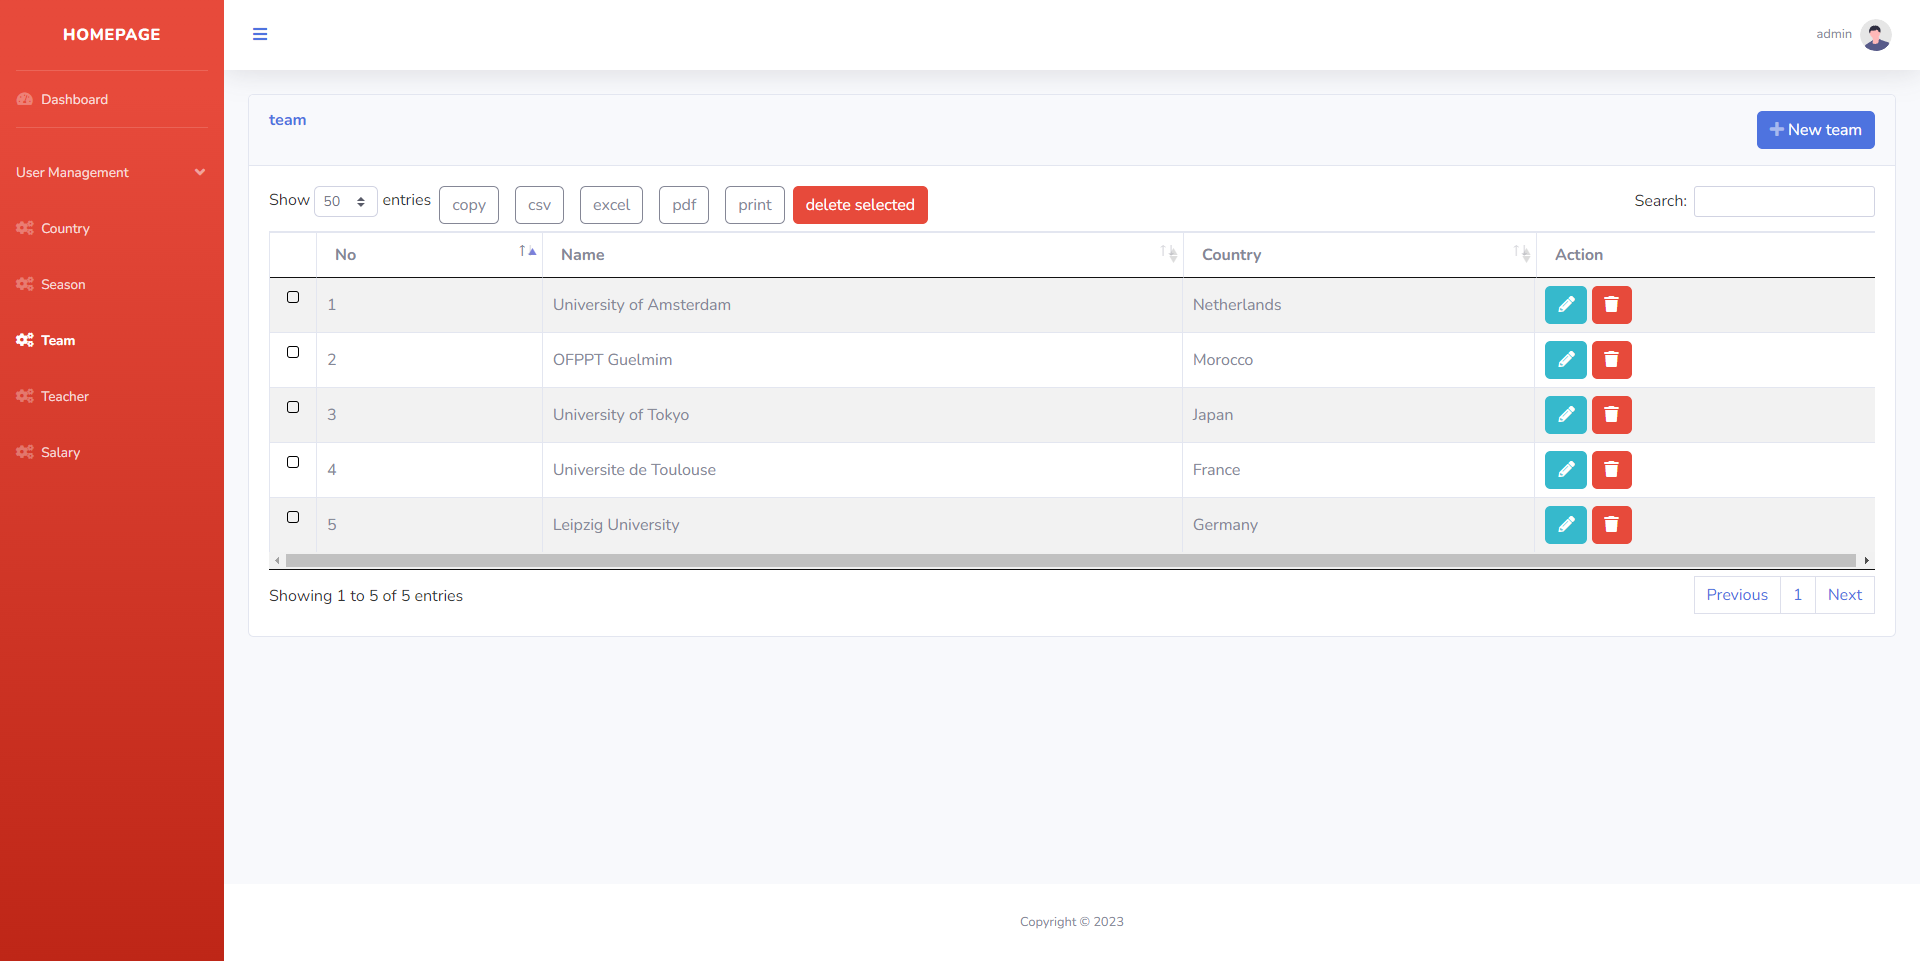 HOMEPAGE
admin
Dashboard
team
New team
User Management
Show 50 entries copy csv excel pdf print delete selected Search:
Country
No Name Country Action
Season
1 University of Amsterdam Netherlands
Team
2 OFPPT Guelmim Morocco
Teacher
3 University of Tokyo Japan
Salary
4 Universite de Toulouse France
5 Leipzig University Germany
Showing 1 to 5 of 5 entries
Previous 1 Next
Copyright © 2023